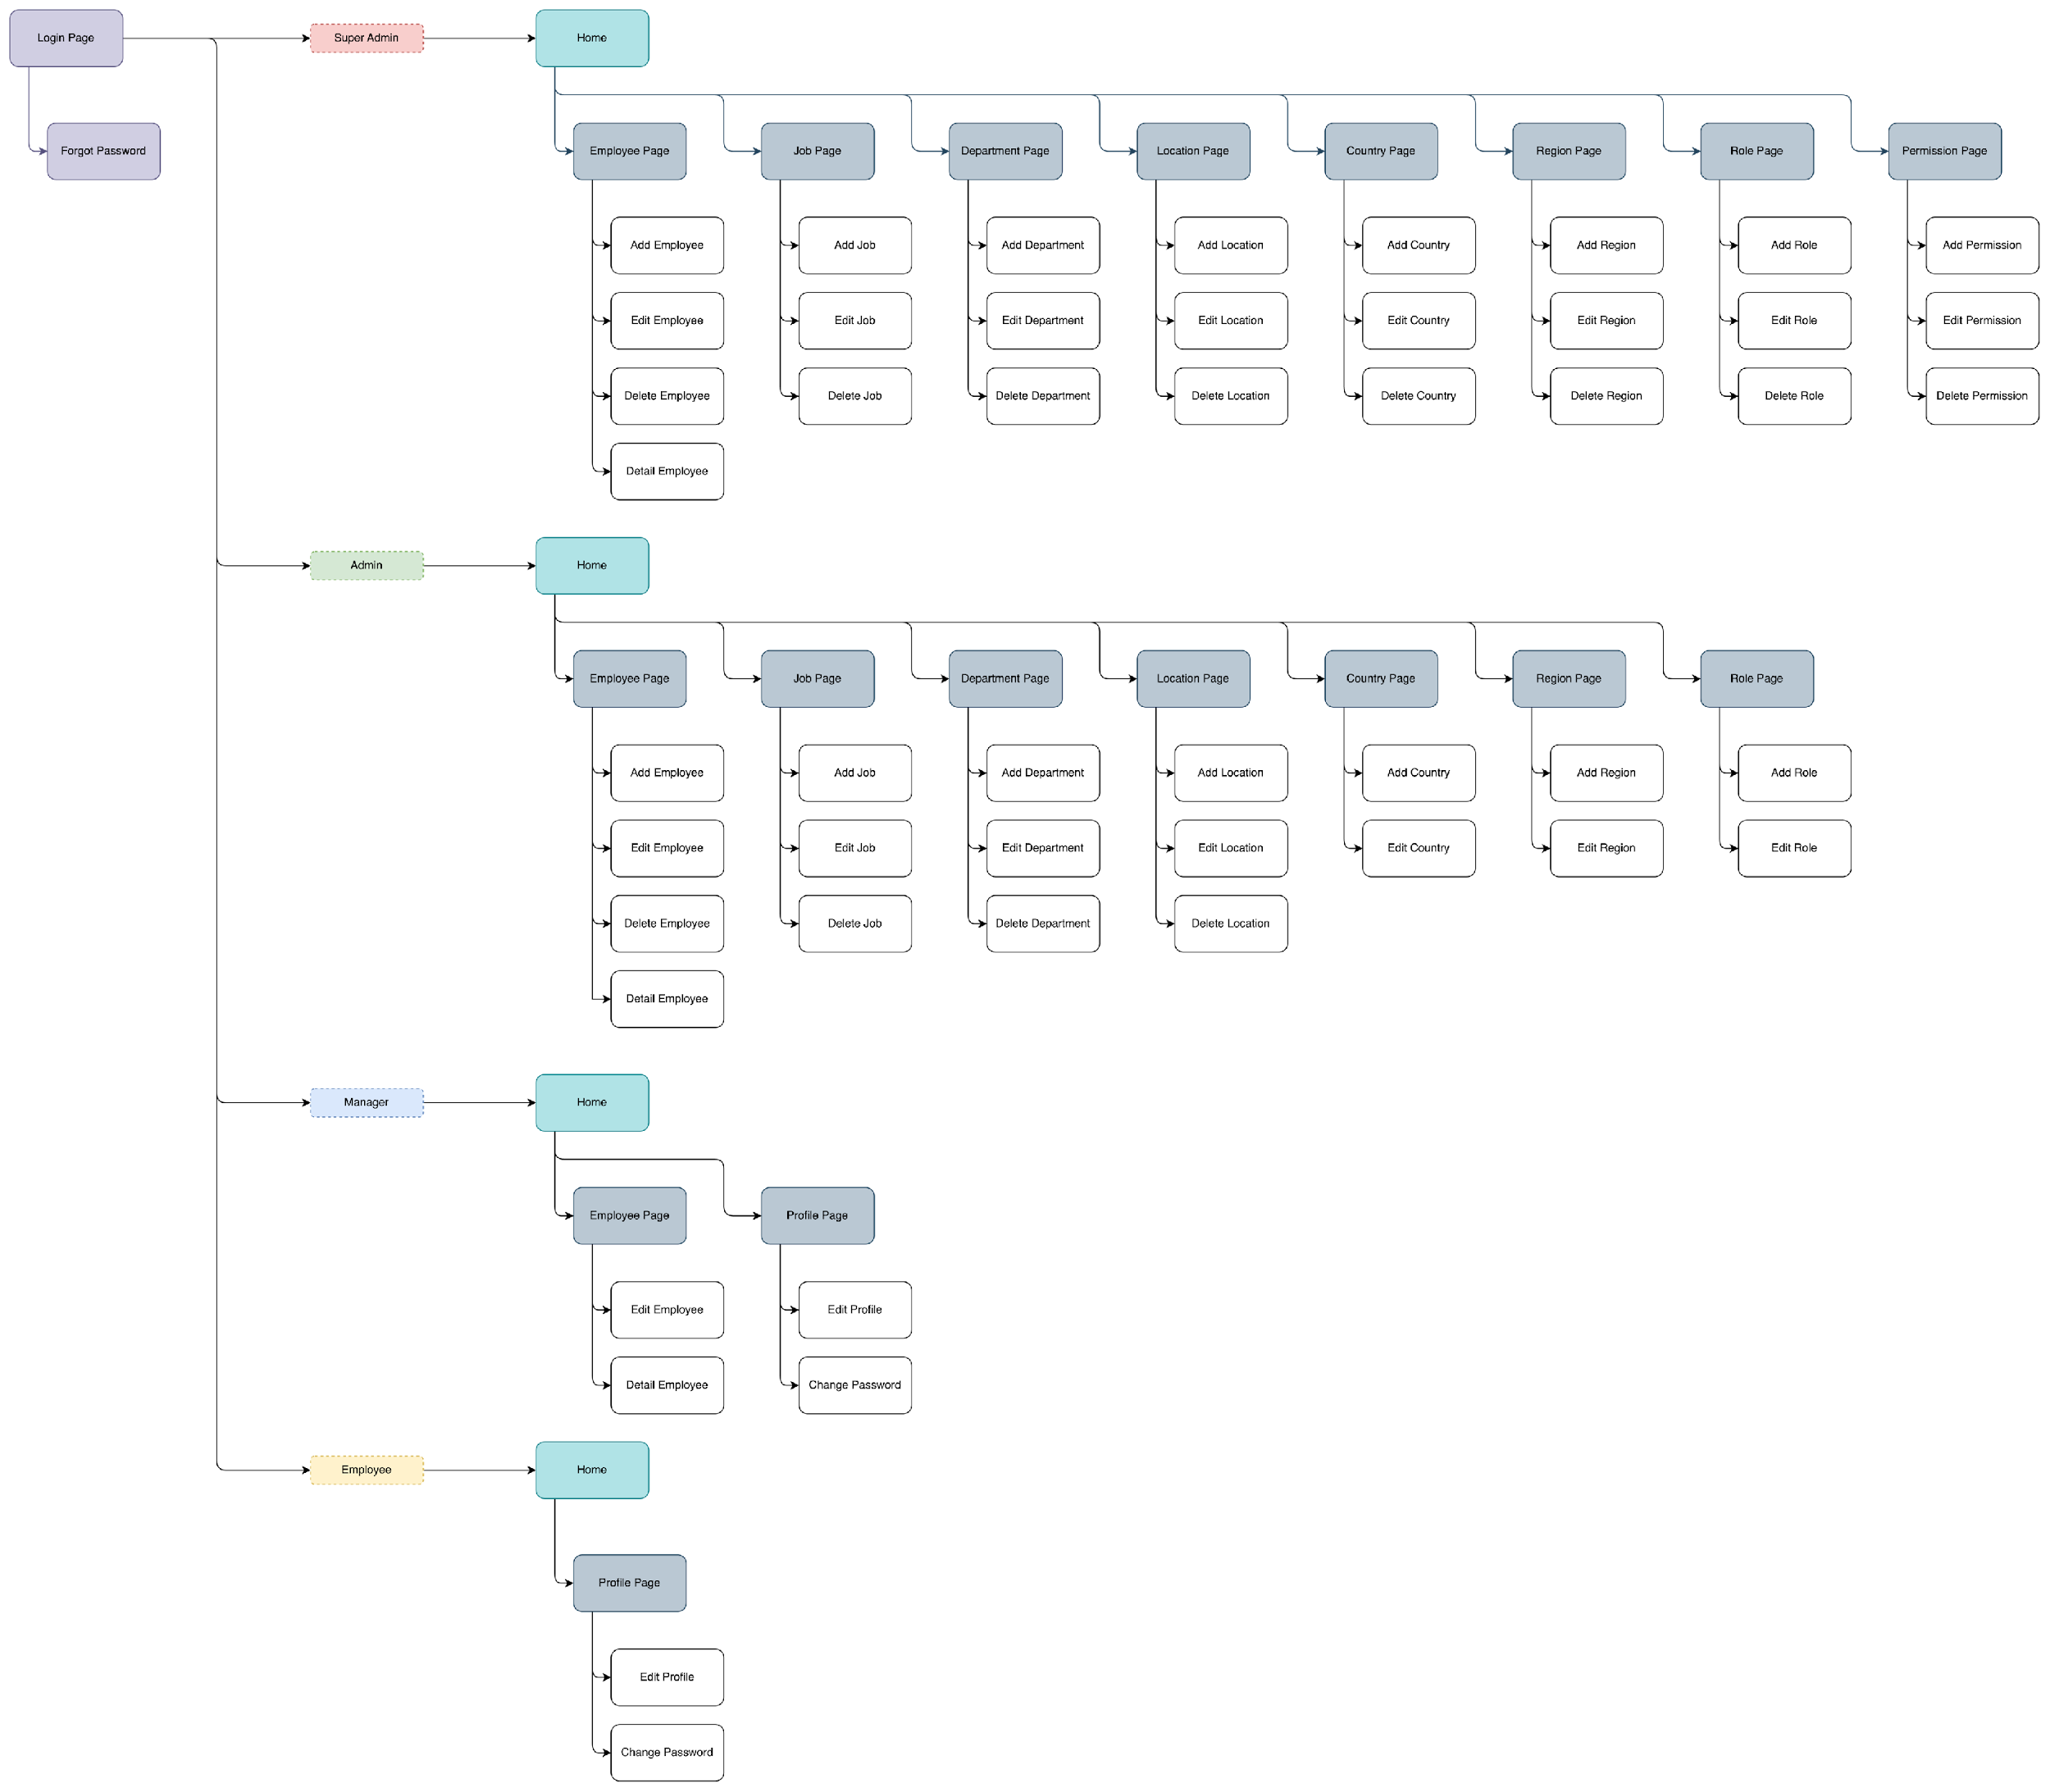 Login Page
Super Admin
Home
Forgot Password
Employee Page
Job Page
Department Page
Location Page
Country Page
Region Page
Role Page
Permission Page
Add Employee
Add Job
Add Department
Add Location
Add Country
Add Region
Add Role
Add Permission
Edit Employee
Edit Job
Edit Department
Edit Location
Edit Country
Edit Region
Edit Role
Edit Permission
Delete Employee
Delete Job
Delete Department
Delete Location
Delete Country
Delete Region
Delete Role
Delete Permission
Detail Employee
Admin
Home
Employee Page
Job Page
Department Page
Location Page
Country Page
Region Page
Role Page
Add Employee
Add Job
Add Department
Add Location
Add Country
Add Region
Add Role
Edit Employee
Edit Job
Edit Department
Edit Location
Edit Country
Edit Region
Edit Role
Delete Employee
Delete Job
Delete Department
Delete Location
Detail Employee
Manager
Home
Employee Page
Profile Page
Edit Employee
Edit Profile
Detail Employee
Change Password
Employee
Home
Profile Page
Edit Profile
Change Password